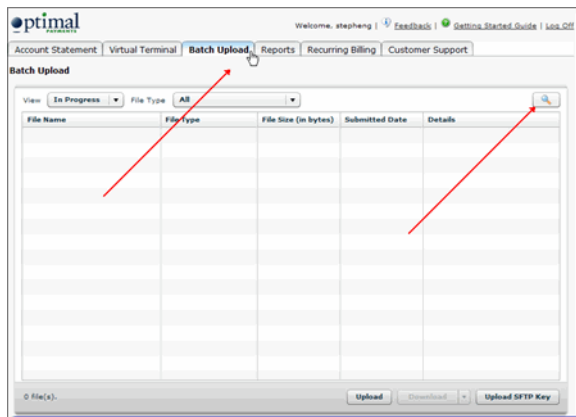 optimal
PAYMENTS
Welcome, stepheng | Feedback | Getting Started Guide | Log Off
Account Statement Virtual Terminal Batch Upload Reports Recurring Billing Customer Support
Batch Upload
View In Progress File Type All
File Name File Type File Size (in bytes) Submitted Date Details
0 file(s). Upload Download Upload SFTP Key